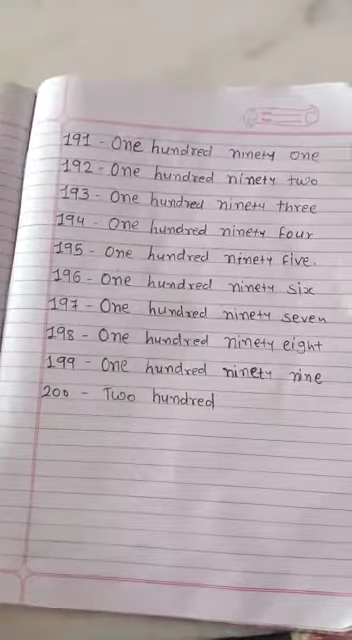 191 - One hundred ninety one
192 - One hundred ninety two
193 - One hundred ninety three
194 - One hundred ninety four
195 - One hundred ninety five.
196 - One hundred ninety six
197 - One hundred ninety seven
198 - One hundred ninety eight
199 - One hundred ninety nine
200 - Two hundred